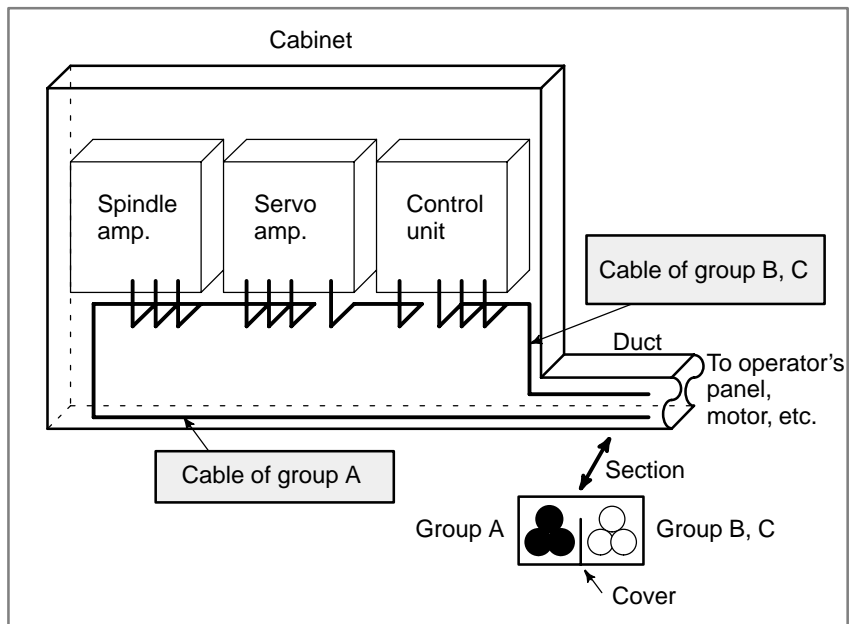 Cabinet
Spindle
amp.
Servo
amp.
Control
unit
Cable of group B, C
Duct
To operator’s
panel,
motor, etc.
Cable of group A
Section
Group A
Group B, C
Cover